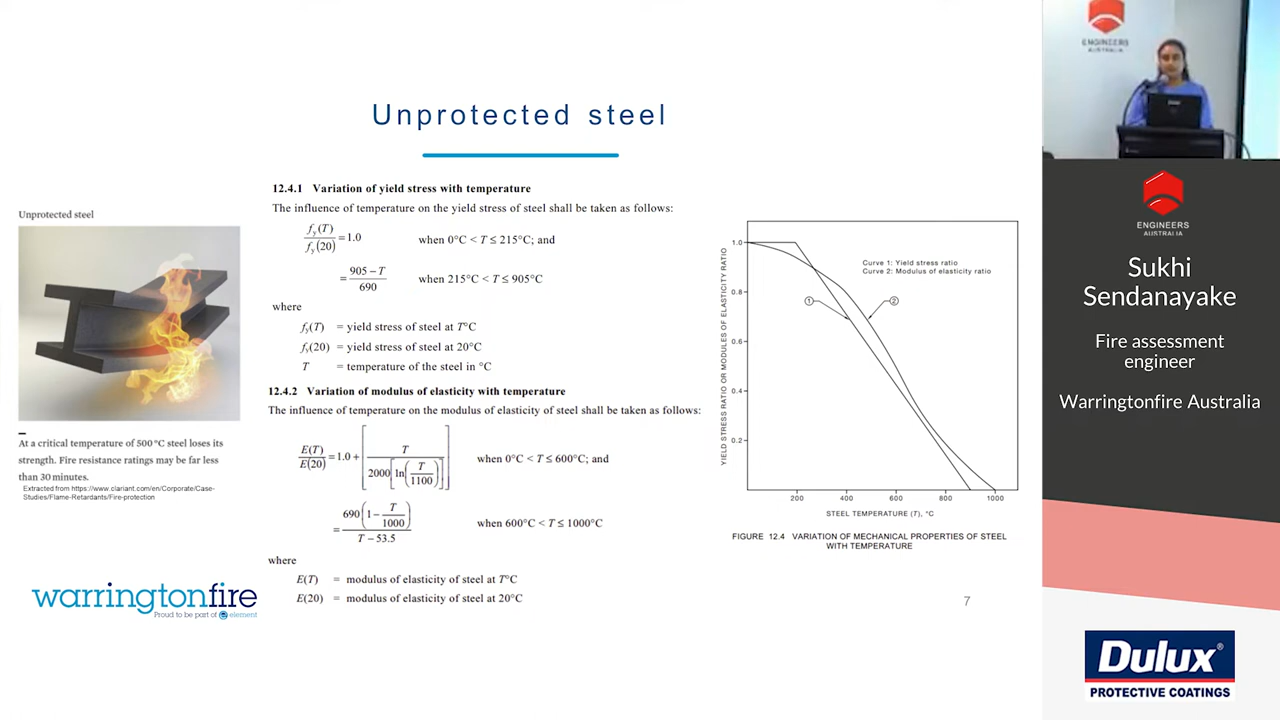 Unprotected steel
Unprotected steel
At a critical temperature of 500 °C steel loses its
strength. Fire resistance ratings may be far less
than 30 minutes.
Extracted from https://www.clariant.com/en/Corporate/Case-
Studies/Flame-Retardants/Fire-protection
warringtonfire
Proud to be part of element
12.4.1 Variation of yield stress with temperature
The influence of temperature on the yield stress of steel shall be taken as follows:
fy(T)/fy(20) = 1.0 when 0°C < T ≤ 215°C; and
= (905 – T)/690 when 215°C < T ≤ 905°C
where
fy(T) = yield stress of steel at T°C
fy(20) = yield stress of steel at 20°C
T = temperature of the steel in °C
12.4.2 Variation of modulus of elasticity with temperature
The influence of temperature on the modulus of elasticity of steel shall be taken as follows:
E(T)/E(20) = 1.0 + [T/(2000[ln(T/1100)])] when 0°C < T ≤ 600°C; and
= 690(1 – T/1000)/(T – 53.5) when 600°C < T ≤ 1000°C
where
E(T) = modulus of elasticity of steel at T°C
E(20) = modulus of elasticity of steel at 20°C
YIELD STRESS RATIO OR MODULES OF ELASTICITY RATIO
1.0
0.8
0.6
0.4
0.2
Curve 1: Yield stress ratio
Curve 2: Modulus of elasticity ratio
1
2
200 400 600 800 1000
STEEL TEMPERATURE (T), °C
FIGURE 12.4 VARIATION OF MECHANICAL PROPERTIES OF STEEL
WITH TEMPERATURE
7
ENGINEERS
AUSTRALIA
ENGINEERS
AUSTRALIA
Sukhi
Sendanayake
Fire assessment
engineer
Warringtonfire Australia
Dulux®
PROTECTIVE COATINGS